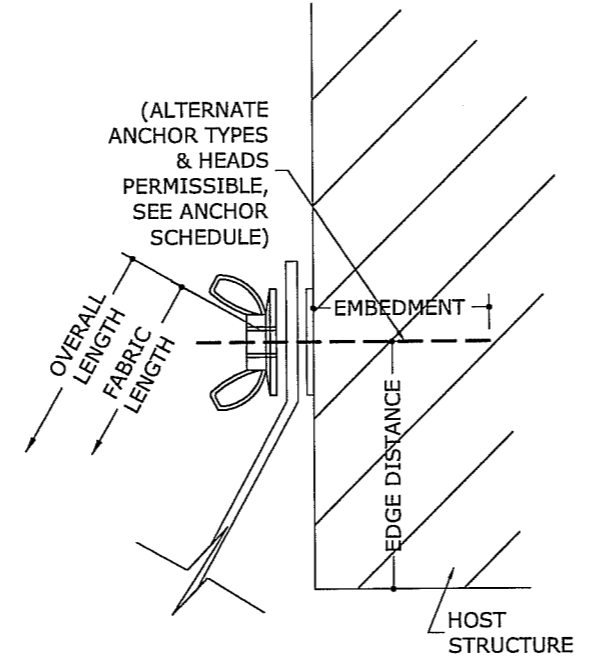 (ALTERNATE
ANCHOR TYPES
& HEADS
PERMISSIBLE,
SEE ANCHOR
SCHEDULE)
EMBEDMENT
OVERALL
LENGTH
FABRIC
LENGTH
EDGE DISTANCE
HOST
STRUCTURE